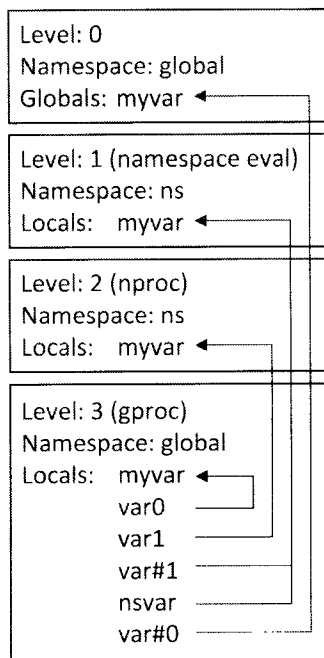 Level: 0
Namespace: global
Globals: myvar
Level: 1 (namespace eval)
Namespace: ns
Locals: myvar
Level: 2 (nproc)
Namespace: ns
Locals: myvar
Level: 3 (gproc)
Namespace: global
Locals: myvar
var0
var1
var#1
nsvar
var#0